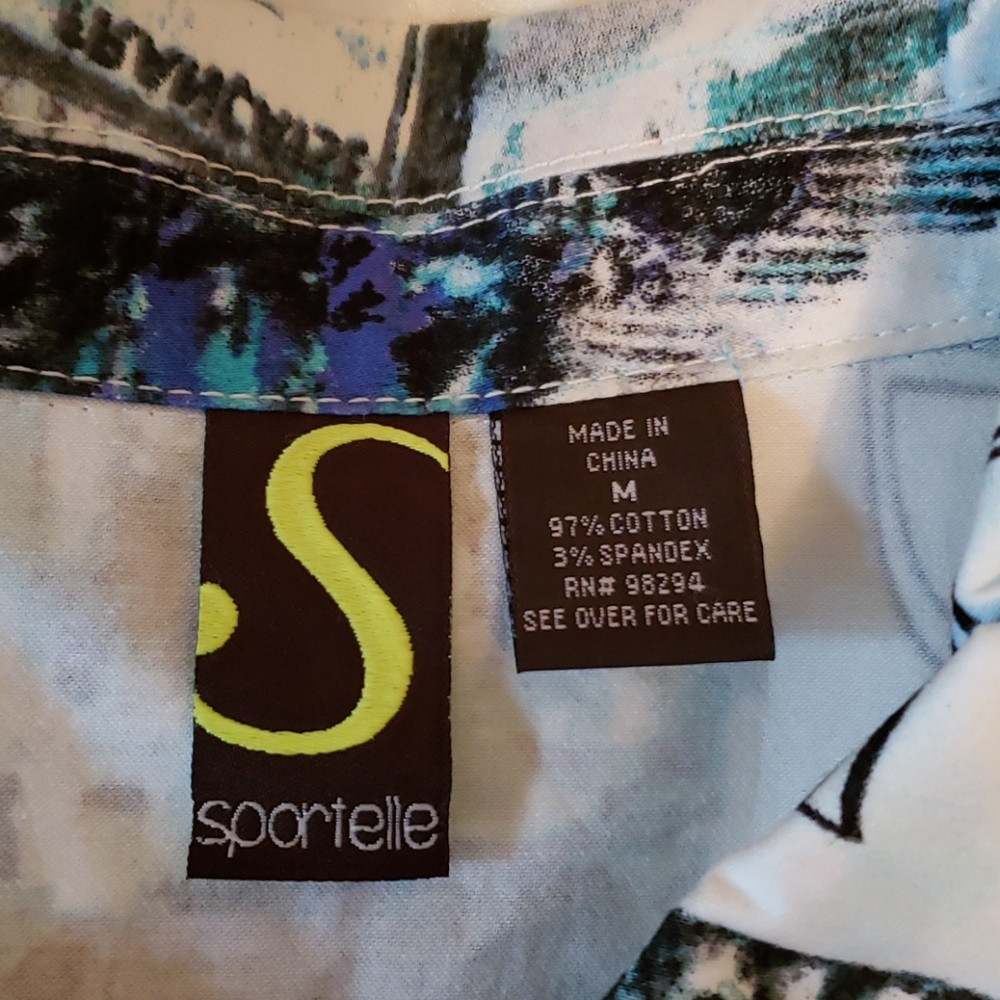 S
sportelle
MADE IN
CHINA
M
97% COTTON
3% SPANDEX
RN# 98294
SEE OVER FOR CARE